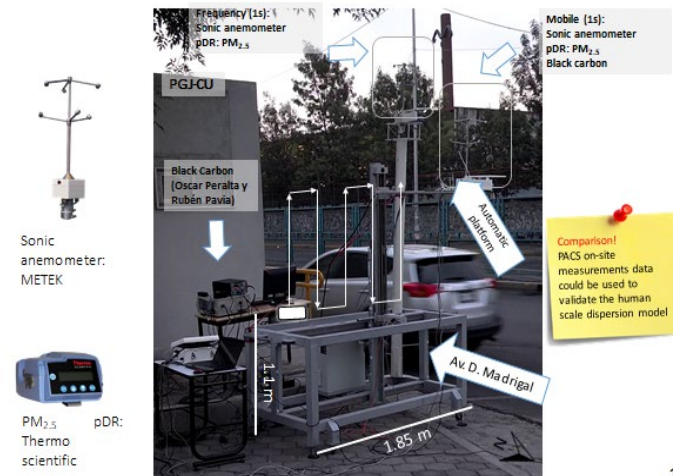 Frequency (1s):
Sonic anemometer
pDR: PM2.5
Mobile (1s):
Sonic anemometer
pDR: PM2.5
Black carbon
PGJ-CU
Black Carbon
(Oscar Peralta y
Rubén Pavia)
Automatic
platform
Sonic
anemometer:
METEK
Comparison!
PACS on-site
measurements data
could be used to
validate the human
scale dispersion model
Av. D. Madrigal
1.1 m
1.85 m
PM2.5 pDR:
Thermo
scientific